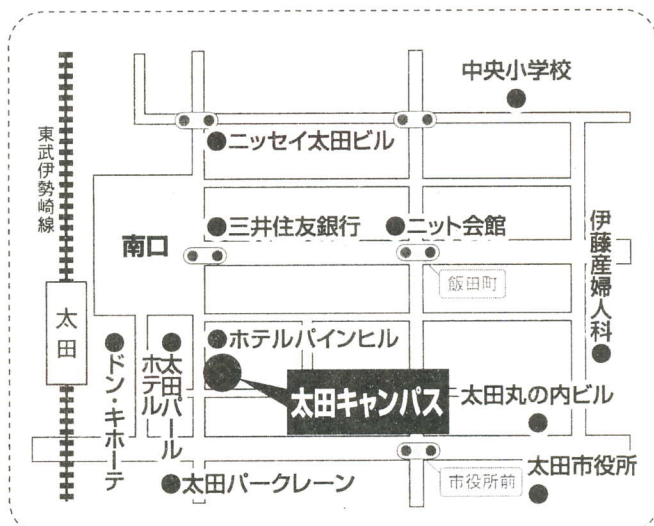 中央小学校
東武伊勢崎線
ニッセイ太田ビル
三井住友銀行
ニット会館
南口
飯田町
伊藤産婦人科
太田
ホテルパインヒル
ドン・キホーテ
太田パール
ホテル
太田キャンパス
太田丸の内ビル
太田パークレーン
市役所前
太田市役所